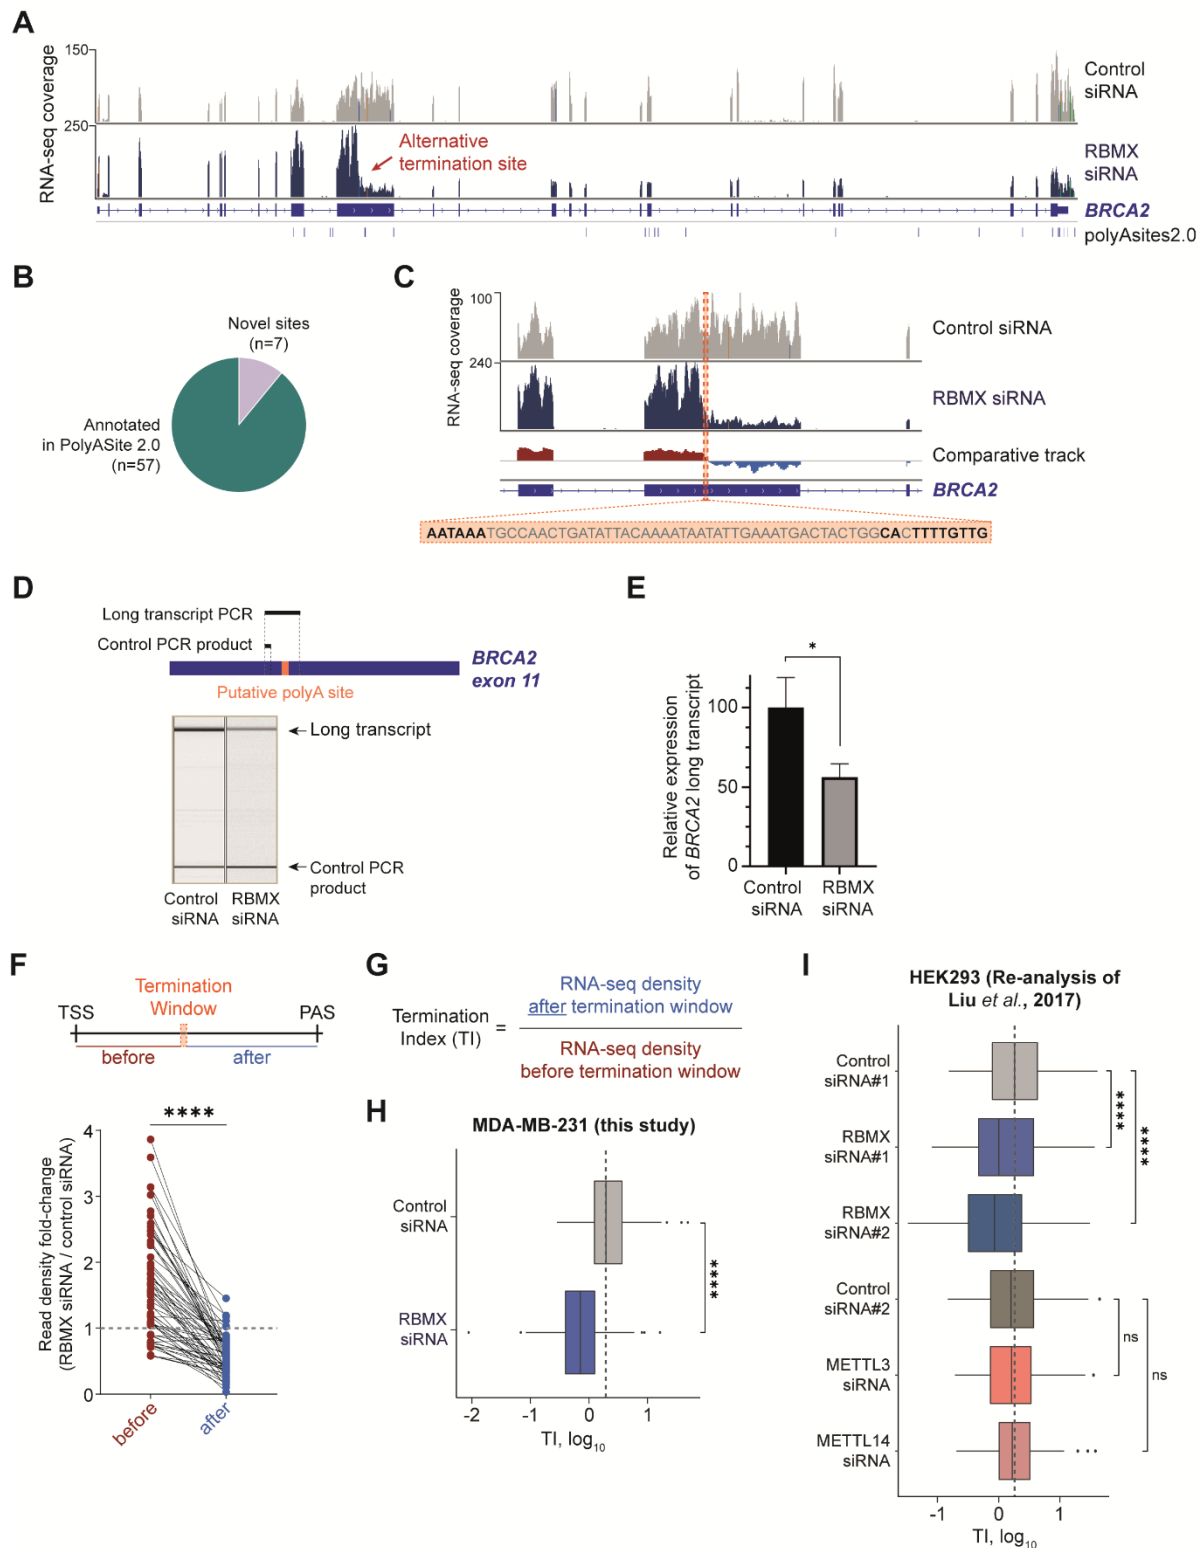 A
150
RNA-seq coverage
Control
siRNA
250
Alternative
termination site
RBMX
siRNA
BRCA2
polyAsites2.0
B
Novel sites
(n=7)
Annotated
in PolyASite 2.0
(n=57)
C
RNA-seq coverage
100
Control siRNA
240
RBMX siRNA
Comparative track
BRCA2
AATAAATGCCAACTGATATTACAAAATAATATTGAAATGACTACTGGCACTTTTGTTG
D
Long transcript PCR
Control PCR product
BRCA2
exon 11
Putative polyA site
Long transcript
Control PCR
product
Control
siRNA
RBMX
siRNA
E
Relative expression
of BRCA2 long transcript
*
100
50
0
Control
siRNA
RBMX
siRNA
F
Termination
Window
TSS
PAS
before
after
****
Read density fold-change
(RBMX siRNA / control siRNA)
4
3
2
1
0
before
after
G
Termination
Index (TI)
=
RNA-seq density
after termination window
RNA-seq density
before termination window
H
MDA-MB-231 (this study)
Control
siRNA
RBMX
siRNA
****
-2
-1
0
1
TI, log10
I
HEK293 (Re-analysis of
Liu et al., 2017)
Control
siRNA#1
RBMX
siRNA#1
RBMX
siRNA#2
Control
siRNA#2
METTL3
siRNA
METTL14
siRNA
****
****
ns
ns
-1
0
1
TI, log10